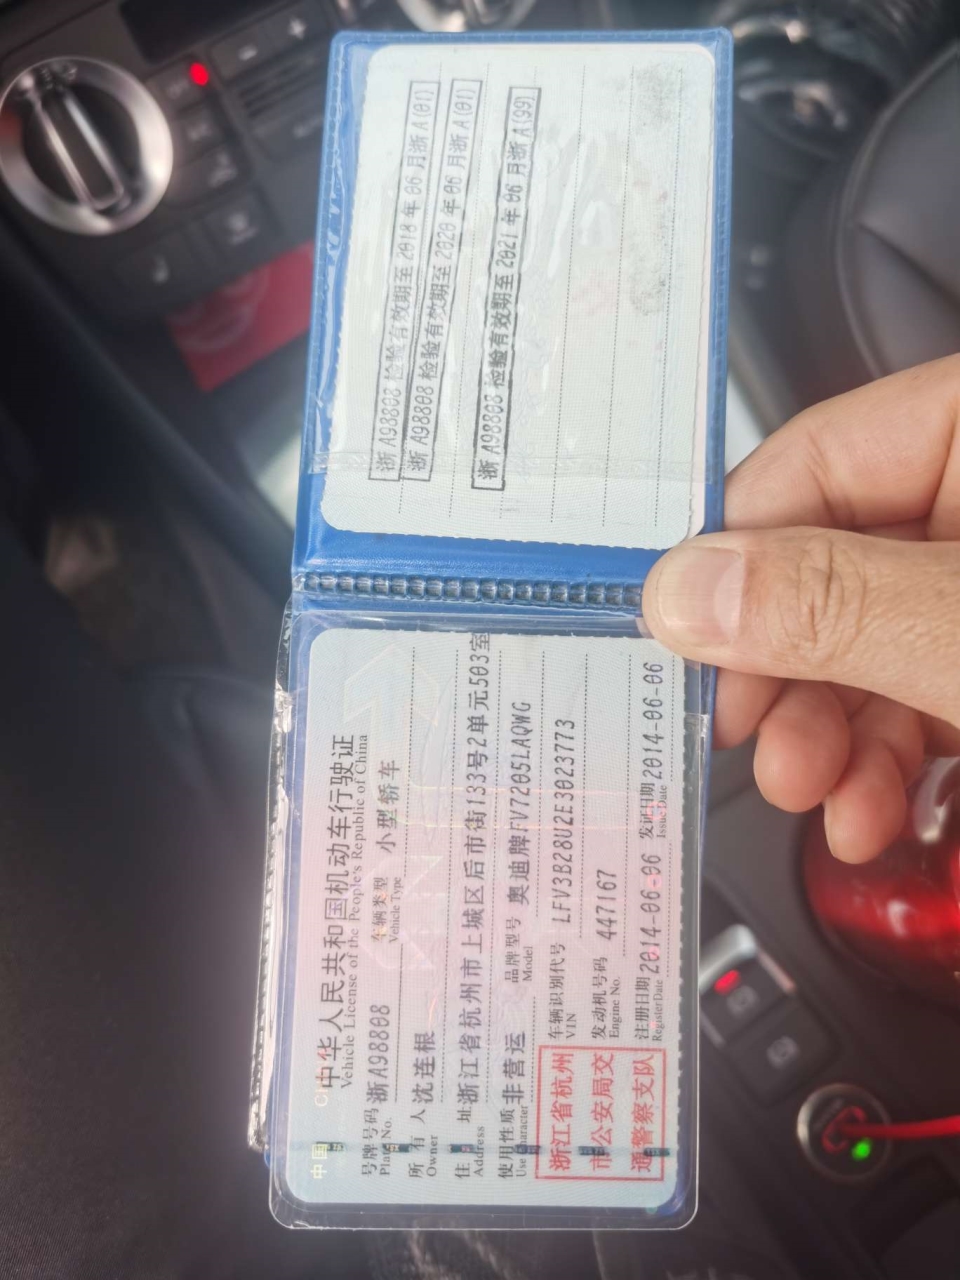 浙A98808 检验有效期至2018年06月浙A(01)
浙A98808 检验有效期至2020年06月浙A(01)
浙A98808 检验有效期至2021年06月浙A(99)
中华人民共和国机动车行驶证
Vehicle License of the People's Republic of China
号牌号码 浙A98808 车辆类型 小型轿车
Plate No. Vehicle Type
所有人 沈连根
Owner
住址 浙江省杭州市上城区后市街133号2单元503室
Address
使用性质 非营运 品牌型号 奥迪牌FV7205LAQWG
Use Character Model
浙江省杭州
市公安局交
通警察支队
车辆识别代号 LFV3B28U2E3023773
VIN
发动机号码 447167
Engine No.
注册日期 2014-06-06 发证日期 2014-06-06
Register Date Issue Date
中国